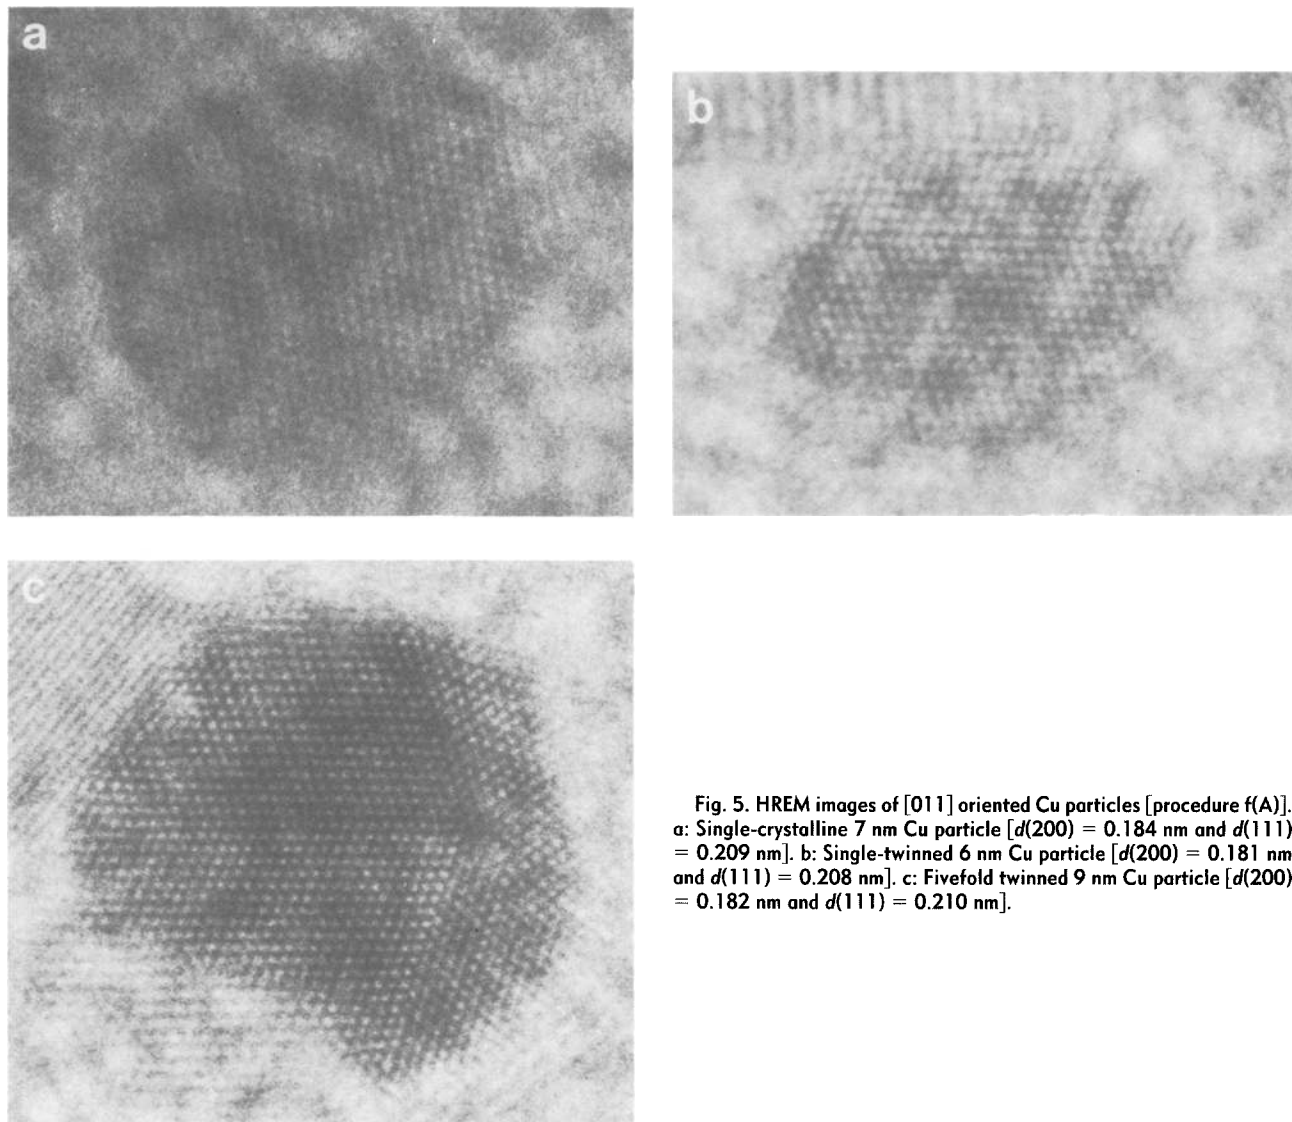 a
b
c
Fig. 5. HREM images of [011] oriented Cu particles [procedure f(A)].
a: Single-crystalline 7 nm Cu particle [d(200) = 0.184 nm and d(111)
= 0.209 nm]. b: Single-twinned 6 nm Cu particle [d(200) = 0.181 nm
and d(111) = 0.208 nm]. c: Fivefold twinned 9 nm Cu particle [d(200)
= 0.182 nm and d(111) = 0.210 nm].